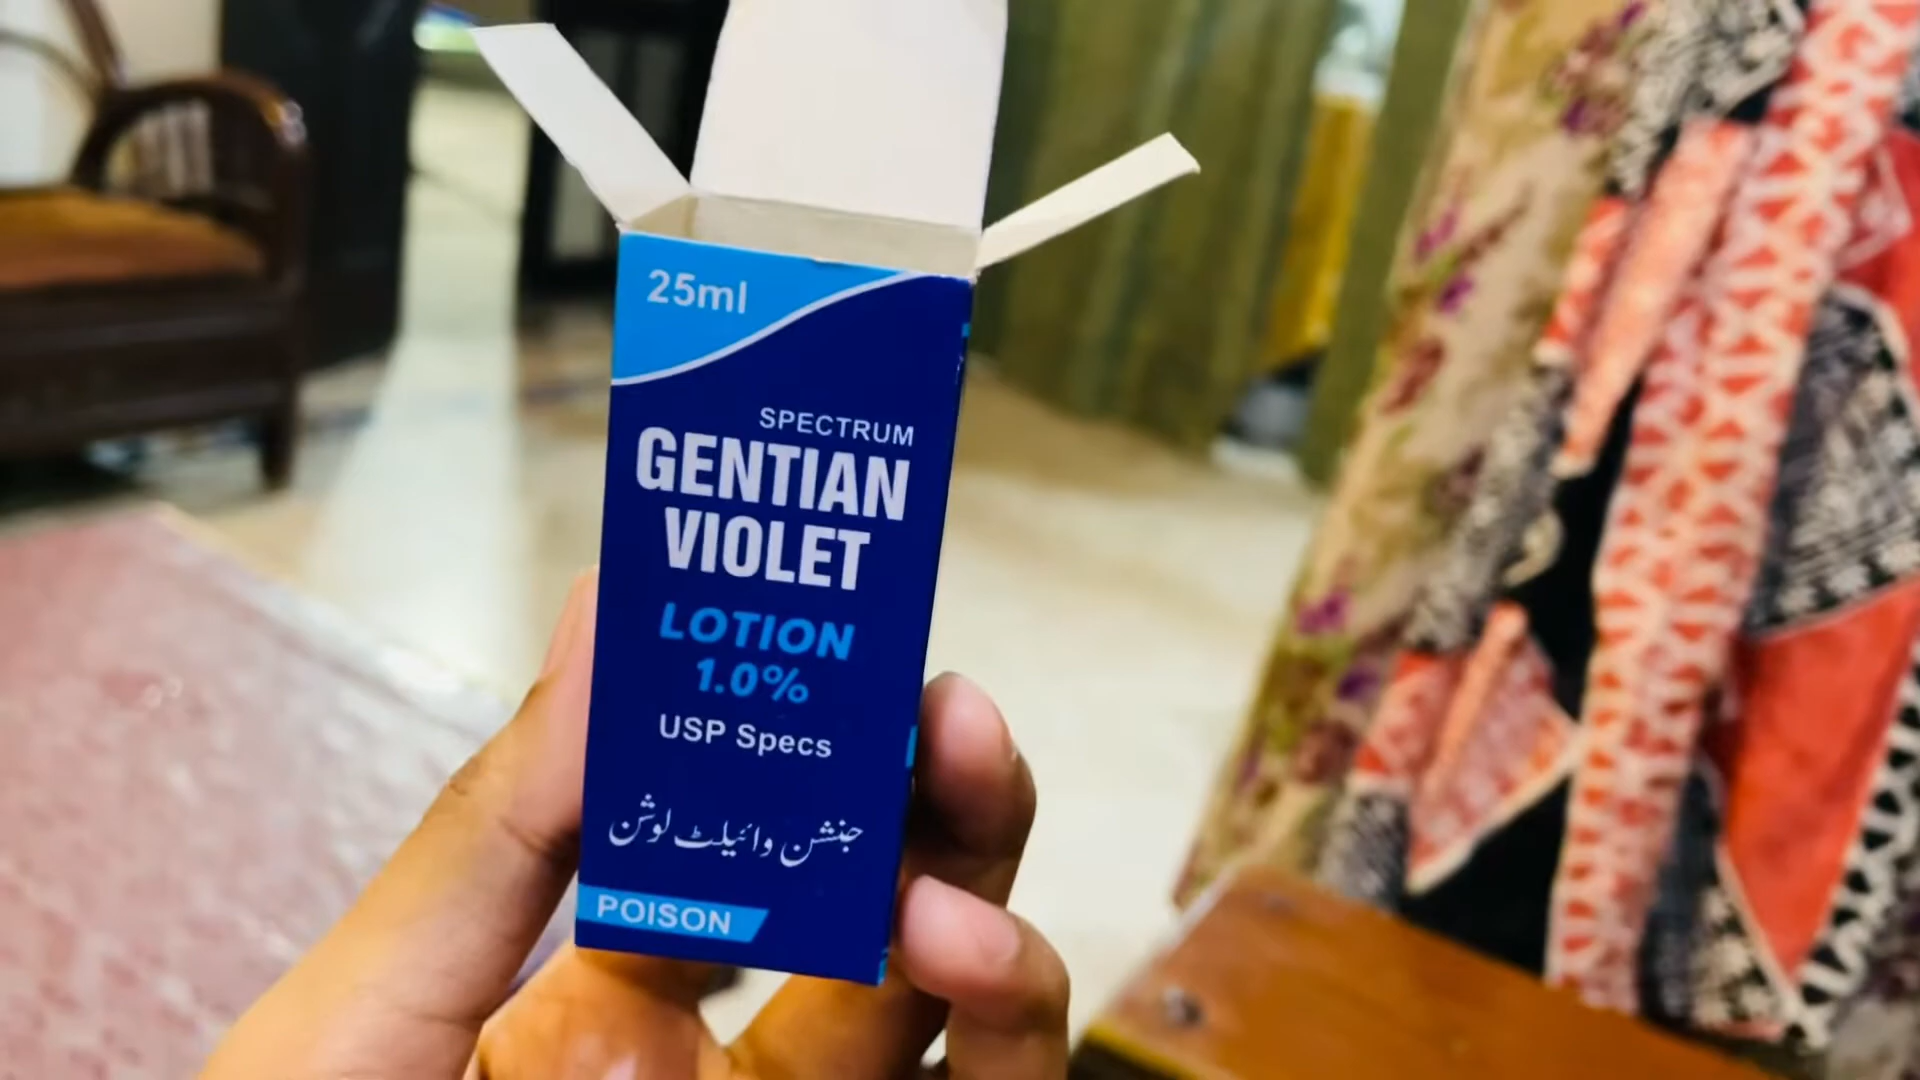 25ml
SPECTRUM
GENTIAN
VIOLET
LOTION
1.0%
USP Specs
جنشن وائیلٹ لوشن
POISON